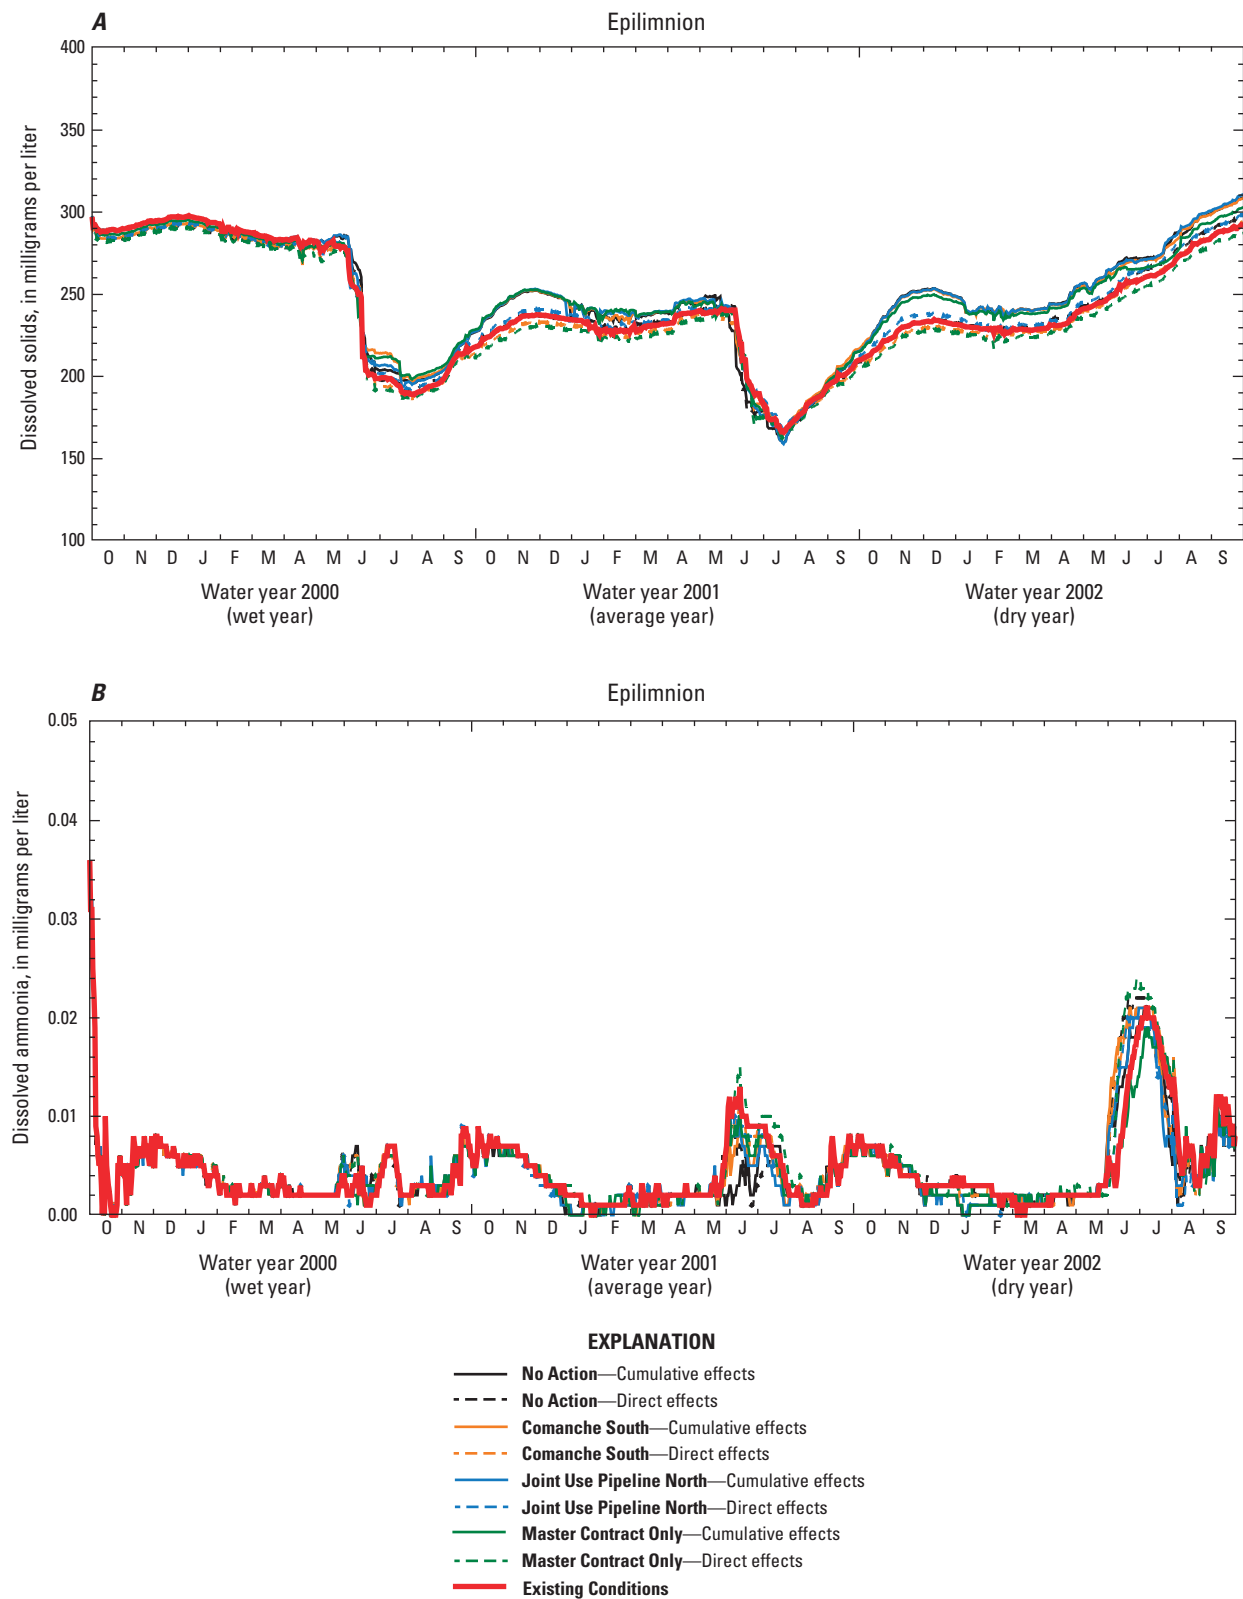 A
Epilimnion
Dissolved solids, in milligrams per liter
400
350
300
250
200
150
100
O N D J F M A M J J A S O N D J F M A M J J A S O N D J F M A M J J A S
Water year 2000 Water year 2001 Water year 2002
(wet year) (average year) (dry year)
B
Epilimnion
Dissolved ammonia, in milligrams per liter
0.05
0.04
0.03
0.02
0.01
0.00
O N D J F M A M J J A S O N D J F M A M J J A S O N D J F M A M J J A S
Water year 2000 Water year 2001 Water year 2002
(wet year) (average year) (dry year)
EXPLANATION
No Action—Cumulative effects
No Action—Direct effects
Comanche South—Cumulative effects
Comanche South—Direct effects
Joint Use Pipeline North—Cumulative effects
Joint Use Pipeline North—Direct effects
Master Contract Only—Cumulative effects
Master Contract Only—Direct effects
Existing Conditions